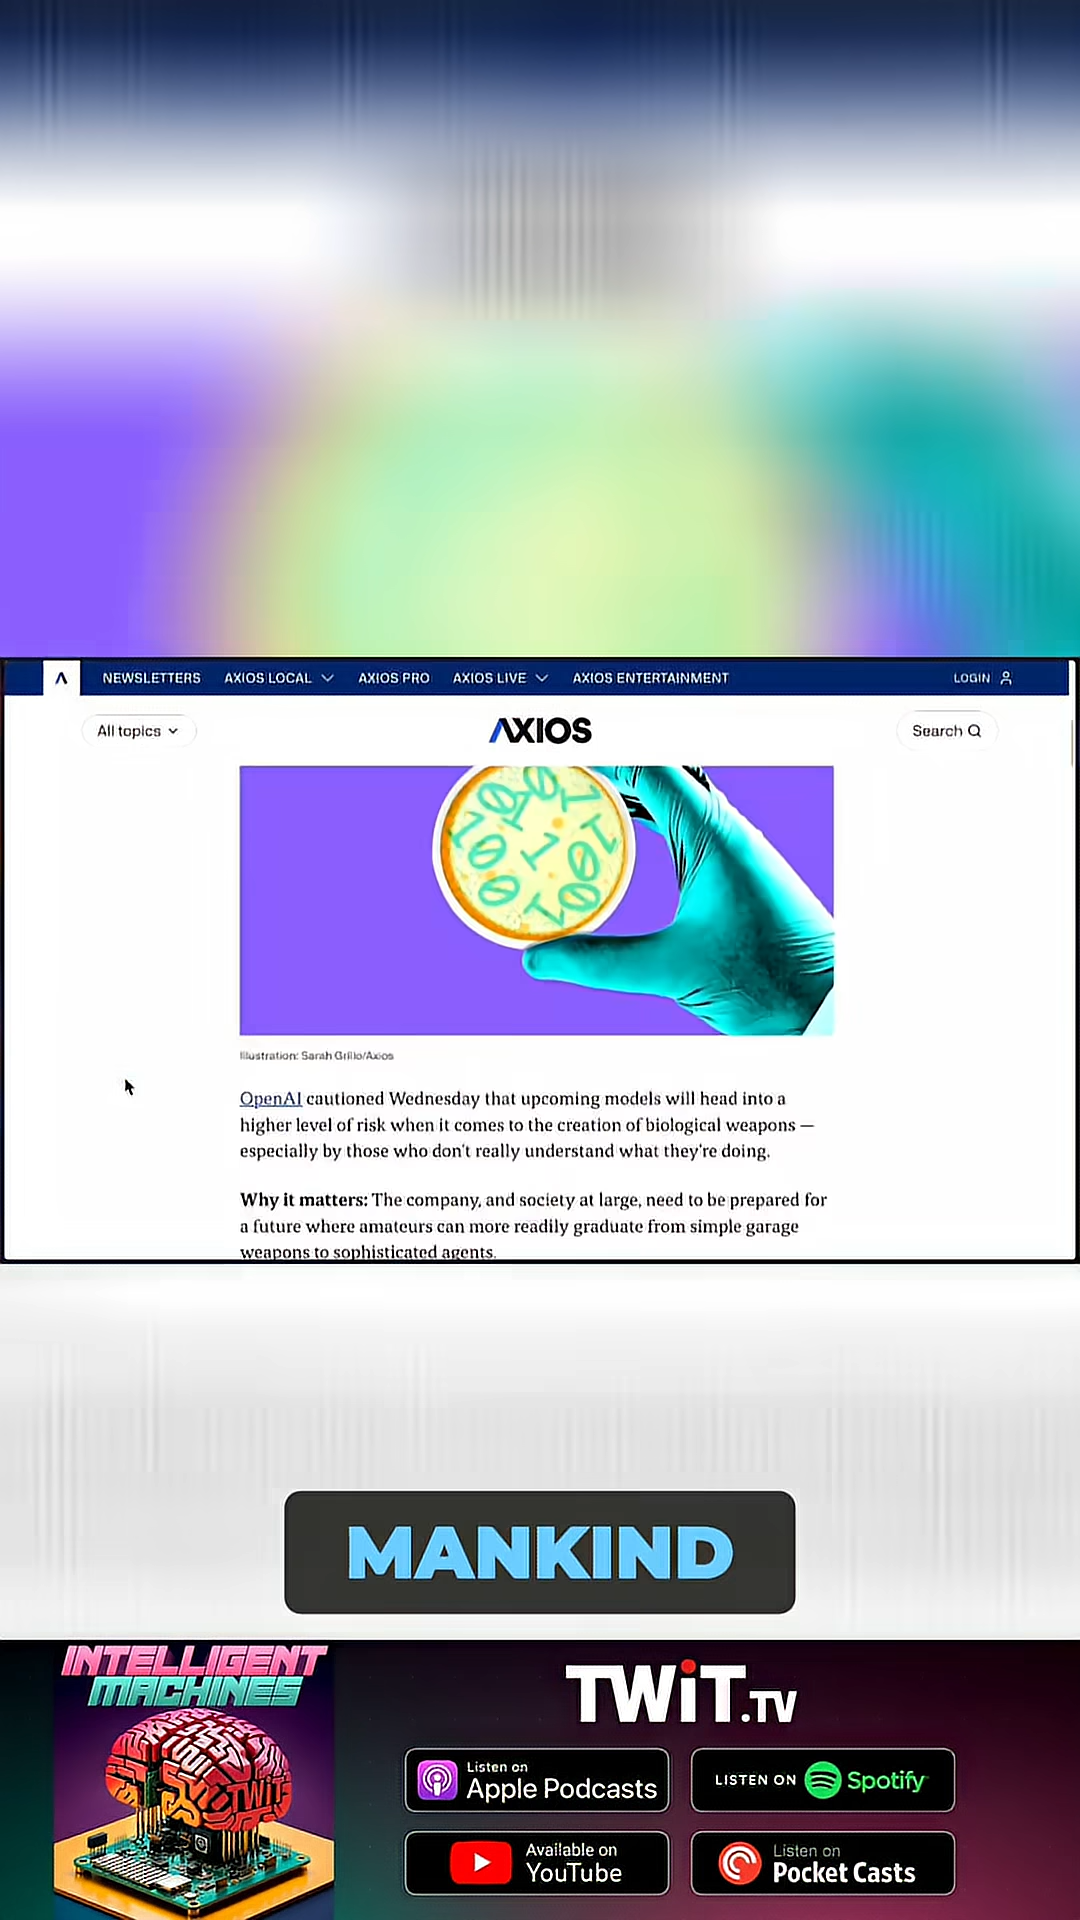 NEWSLETTERS AXIOS LOCAL AXIOS PRO AXIOS LIVE AXIOS ENTERTAINMENT LOGIN
All topics AXIOS Search
Illustration: Sarah Grillo/Axios
OpenAI cautioned Wednesday that upcoming models will head into a
higher level of risk when it comes to the creation of biological weapons —
especially by those who don't really understand what they're doing.
Why it matters: The company, and society at large, need to be prepared for
a future where amateurs can more readily graduate from simple garage
weapons to sophisticated agents.
MANKIND
INTELLIGENT
MACHINES
TWiT
TWiT.TV
Listen on
Apple Podcasts
LISTEN ON Spotify
Available on
YouTube
Listen on
Pocket Casts